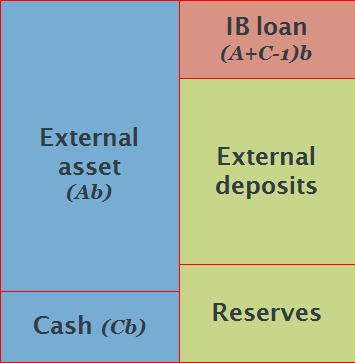 External
asset
(Ab)
Cash (Cb)
IB loan
(A+C-1)b
External
deposits
Reserves